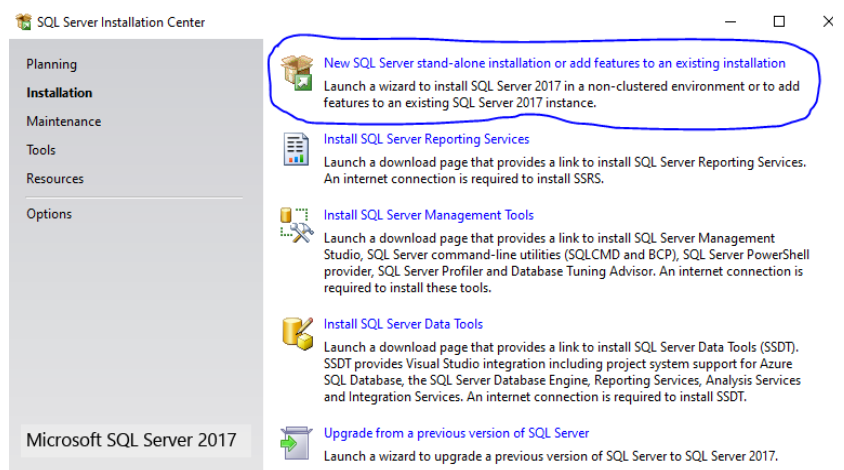 SQL Server Installation Center
Planning
Installation
Maintenance
Tools
Resources
Options
Microsoft SQL Server 2017
New SQL Server stand-alone installation or add features to an existing installation
Launch a wizard to install SQL Server 2017 in a non-clustered environment or to add
features to an existing SQL Server 2017 instance.
Install SQL Server Reporting Services
Launch a download page that provides a link to install SQL Server Reporting Services.
An internet connection is required to install SSRS.
Install SQL Server Management Tools
Launch a download page that provides a link to install SQL Server Management
Studio, SQL Server command-line utilities (SQLCMD and BCP), SQL Server PowerShell
provider, SQL Server Profiler and Database Tuning Advisor. An internet connection is
required to install these tools.
Install SQL Server Data Tools
Launch a download page that provides a link to install SQL Server Data Tools (SSDT).
SSDT provides Visual Studio integration including project system support for Azure
SQL Database, the SQL Server Database Engine, Reporting Services, Analysis Services
and Integration Services. An internet connection is required to install SSDT.
Upgrade from a previous version of SQL Server
Launch a wizard to upgrade a previous version of SQL Server to SQL Server 2017.